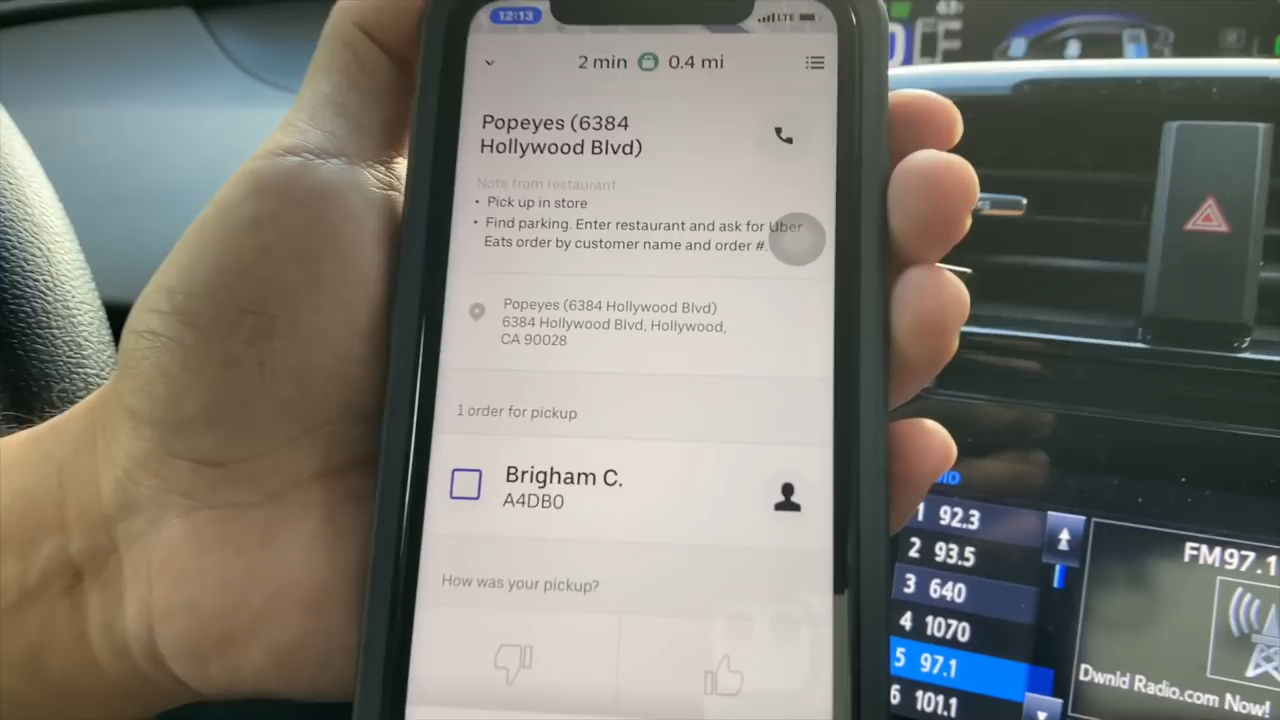 12:13
LTE
2 min 0.4 mi
Popeyes (6384
Hollywood Blvd)
Note from restaurant
• Pick up in store
• Find parking. Enter restaurant and ask for Uber
Eats order by customer name and order #.
Popeyes (6384 Hollywood Blvd)
6384 Hollywood Blvd, Hollywood,
CA 90028
1 order for pickup
Brigham C.
A4DB0
How was your pickup?
1 92.3
2 93.5
3 640
4 1070
5 97.1
6 101.1
FM97.1
Dwnld Radio.com Now!